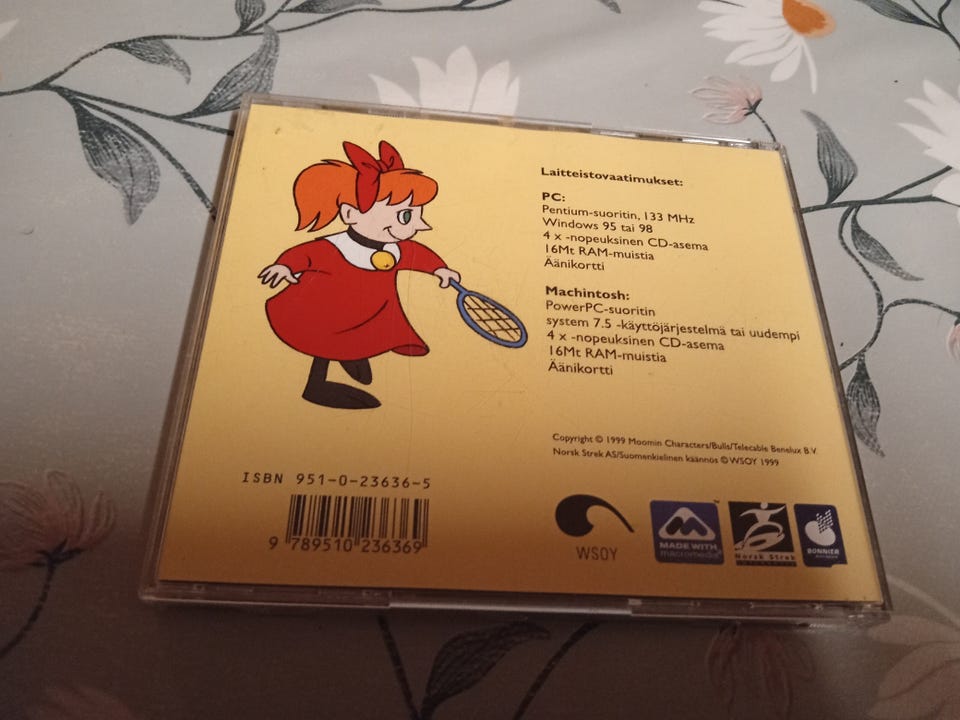 Laitteistovaatimukset:
PC:
Pentium-suoritin, 133 MHz
Windows 95 tai 98
4 x -nopeuksinen CD-asema
16Mt RAM-muistia
Äänikortti
Machintosh:
PowerPC-suoritin
system 7.5 -käyttöjärjestelmä tai uudempi
4 x -nopeuksinen CD-asema
16Mt RAM-muistia
Äänikortti
Copyright © 1999 Moomin Characters/Bulls/Telecable Benelux B.V.
Norsk Strek AS/Suomenkielinen käännös © WSOY 1999
ISBN 951-0-23636-5
9 789510 236369
WSOY
MADE WITH
macromedia
TM
Norsk Strek
BONNIER